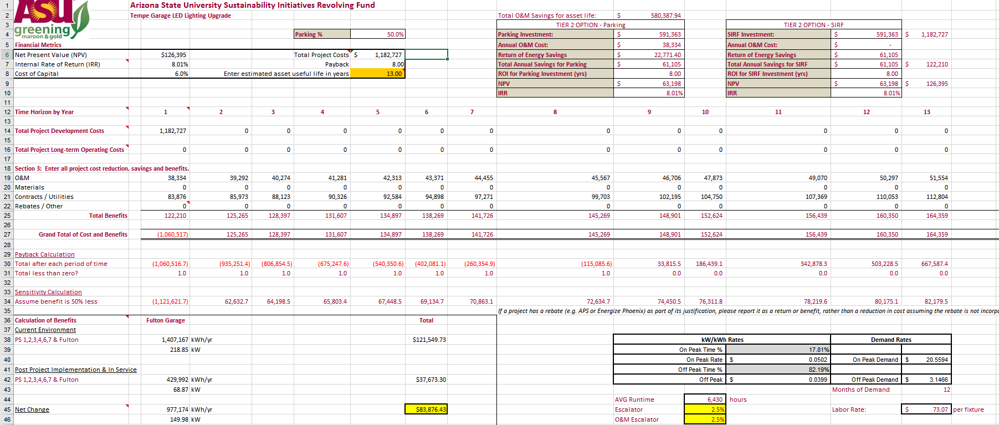 1 Arizona State University Sustainability Initiatives Revolving Fund
ASU
2 Tempe Garage LED Lighting Upgrade Total O&M Savings for asset life: $ 580,387.94
3 greening TIER 2 OPTION - Parking TIER 2 OPTION - SIRF
4 maroon & gold Parking % 50.0% Parking Investment: $ 591,363 SIRF Investment: $ 591,363 $ 1,182,727
5 Financial Metrics Annual O&M Cost: $ 38,334 Annual O&M Cost: $ -
6 Net Present Value (NPV) $126,395 Total Project Costs $ 1,182,727 Return of Energy Savings $ 22,771.40 Return of Energy Savings $ 61,105
7 Internal Rate of Return (IRR) 8.01% Payback 8.00 Total Annual Savings for Parking $ 61,105 Total Annual Savings for SIRF $ 61,105 $ 122,210
8 Cost of Capital 6.0% Enter estimated asset useful life in years 13.00 ROI for Parking Investment (yrs) 8.00 ROI for SIRF Investment (yrs) 8.00
9 NPV $ 63,198 NPV $ 63,198 $ 126,395
10 IRR 8.01% IRR 8.01%
11
12 Time Horizon by Year 1 2 3 4 5 6 7 8 9 10 11 12 13
13
14 Total Project Development Costs 1,182,727 0 0 0 0 0 0 0 0 0 0 0 0
15
16 Total Project Long-term Operating Costs 0 0 0 0 0 0 0 0 0 0 0 0 0
17
18 Section 3: Enter all project cost reduction, savings and benefits.
19 O&M 38,334 39,292 40,274 41,281 42,313 43,371 44,455 45,567 46,706 47,873 49,070 50,297 51,554
20 Materials 0 0 0 0 0 0 0 0 0 0 0 0 0
21 Contracts / Utilities 83,876 85,973 88,123 90,326 92,584 94,898 97,271 99,703 102,195 104,750 107,369 110,053 112,804
22 Rebates / Other 0 0 0 0 0 0 0 0 0 0 0 0 0
25 Total Benefits 122,210 125,265 128,397 131,607 134,897 138,269 141,726 145,269 148,901 152,624 156,439 160,350 164,359
26
27 Grand Total of Cost and Benefits (1,060,517) 125,265 128,397 131,607 134,897 138,269 141,726 145,269 148,901 152,624 156,439 160,350 164,359
28
29 Payback Calculation
30 Total after each period of time (1,060,516.7) (935,251.4) (806,854.5) (675,247.6) (540,350.6) (402,081.1) (260,354.9) (115,085.6) 33,815.5 186,439.1 342,878.3 503,228.5 667,587.4
31 Total less than zero? 1.0 1.0 1.0 1.0 1.0 1.0 1.0 1.0 0.0 0.0 0.0 0.0 0.0
32
33 Sensitivity Calculation
34 Assume benefit is 50% less (1,121,621.7) 62,632.7 64,198.5 65,803.4 67,448.5 69,134.7 70,863.1 72,634.7 74,450.5 76,311.8 78,219.6 80,175.1 82,179.5
35 If a project has a rebate (e.g. APS or Energize Phoenix) as part of its justification, please report it as a return or benefit, rather than a reduction in cost assuming the rebate is not incorpo
36 Calculation of Benefits Fulton Garage Total
37 Current Environment
38 PS 1,2,3,4,6,7 & Fulton 1,407,167 kWh/yr $121,549.73 kW/kWh Rates Demand Rates
39 218.85 kW On Peak Time % 17.81%
40 On Peak Rate $ 0.0502 On Peak Demand $ 20.5594
41 Post Project Implementation & In Service Off Peak Time % 82.19%
42 PS 1,2,3,4,6,7 & Fulton 429,992 kWh/yr $37,673.30 Off Peak $ 0.0399 Off Peak Demand $ 3.1466
43 68.87 kW Months of Demand 12
44 AVG Runtime 6,430 hours
45 Net Change 977,174 kWh/yr $83,876.43 Escalator 2.5% Labor Rate: $ 73.07 per fixture
46 149.98 kW O&M Escalator 2.5%